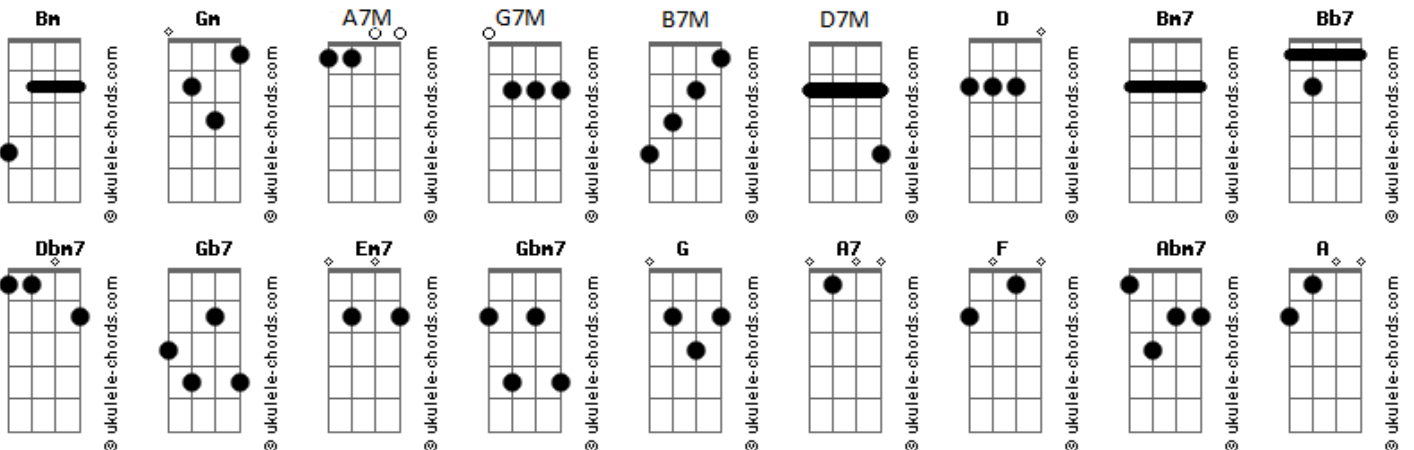 Bm Gm A7M G7M B7M D7M D Bm7 Bb7
© ukulele-chords.com © ukulele-chords.com © ukulele-chords.com © ukulele-chords.com © ukulele-chords.com © ukulele-chords.com © ukulele-chords.com © ukulele-chords.com © ukulele-chords.com
Dbm7 Gb7 Em7 Gbm7 G A7 F Abm7 A
© ukulele-chords.com © ukulele-chords.com © ukulele-chords.com © ukulele-chords.com © ukulele-chords.com © ukulele-chords.com © ukulele-chords.com © ukulele-chords.com © ukulele-chords.com